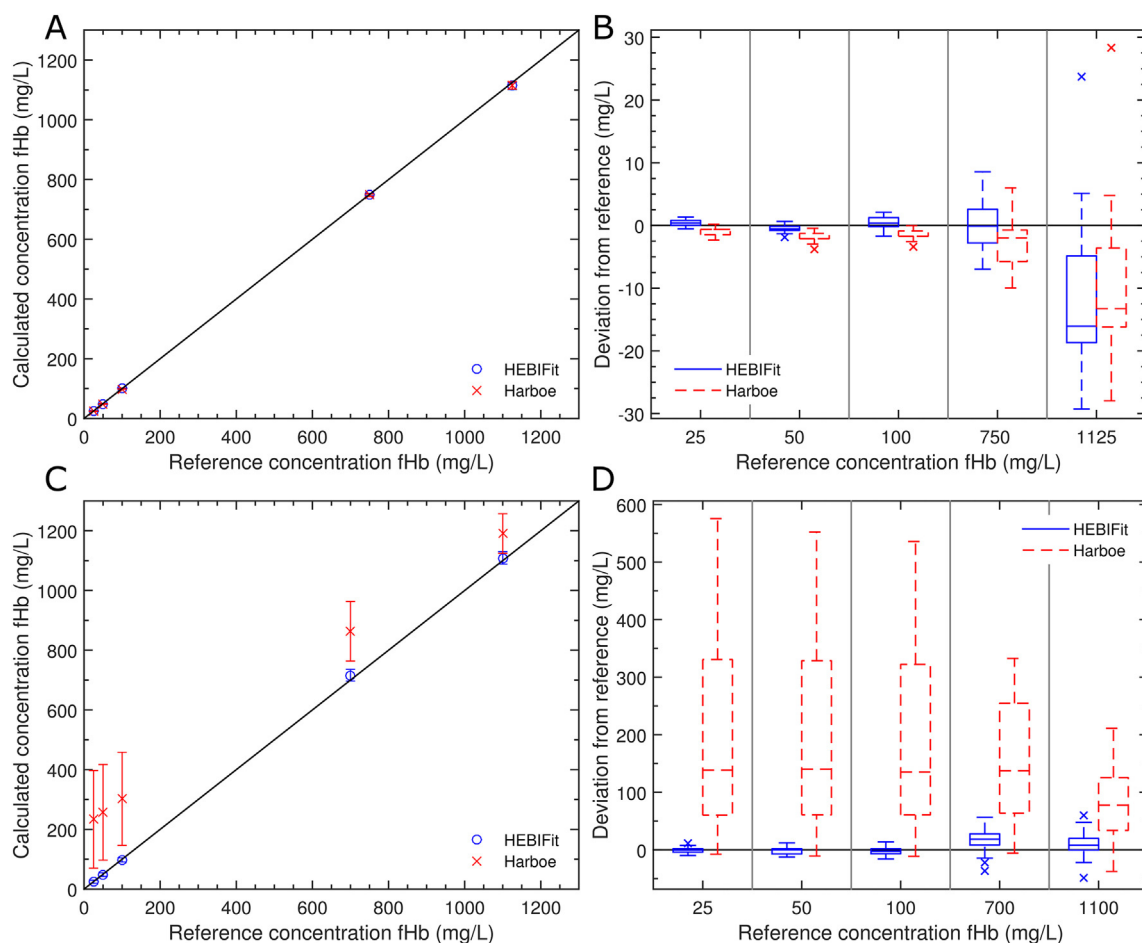 A
Calculated concentration fHb (mg/L)
1200
1000
800
600
400
200
0
0 200 400 600 800 1000 1200
Reference concentration fHb (mg/L)
HEBIFit
Harboe
B
Deviation from reference (mg/L)
30
20
10
0
-10
-20
-30
25 50 100 750 1125
Reference concentration fHb (mg/L)
HEBIFit
Harboe
C
Calculated concentration fHb (mg/L)
1200
1000
800
600
400
200
0
0 200 400 600 800 1000 1200
Reference concentration fHb (mg/L)
HEBIFit
Harboe
D
Deviation from reference (mg/L)
600
500
400
300
200
100
0
25 50 100 700 1100
Reference concentration fHb (mg/L)
HEBIFit
Harboe